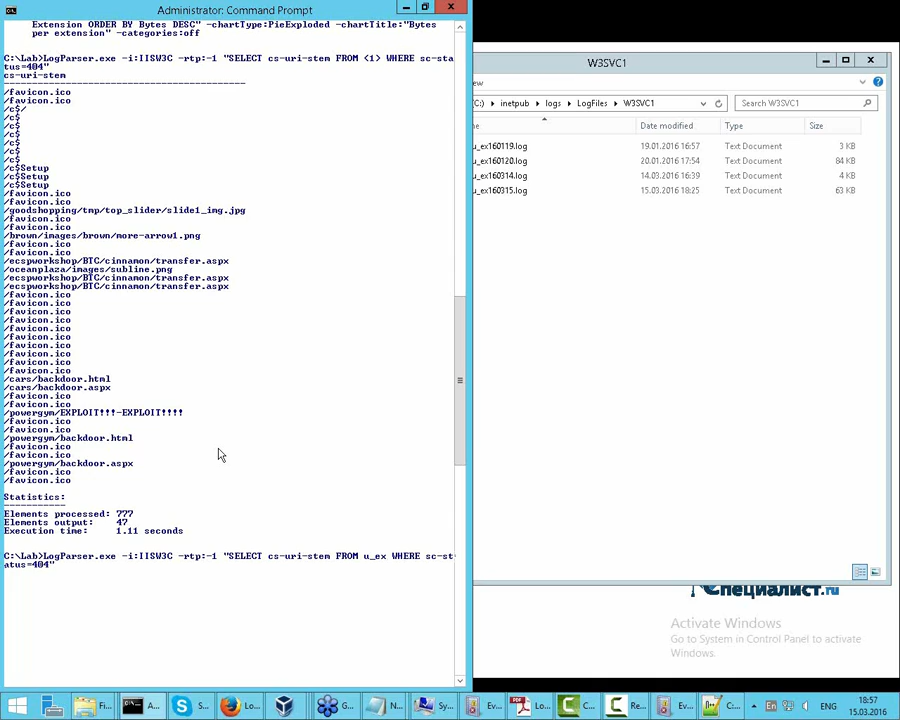 Administrator: Command Prompt
Extension ORDER BY Bytes DESC" -chartType:PieExploded -chartTitle:"Bytes
per extension" -categories:off
C:\Lab>LogParser.exe -i:IISW3C -rtp:-1 "SELECT cs-uri-stem FROM <1> WHERE sc-sta
tus=404"
cs-uri-stem
----------------------------------------
/favicon.ico
/favicon.ico
/c$/
/c$
/c$
/c$
/c$
/c$
/c$
/c$Setup
/c$Setup
/c$Setup
/favicon.ico
/favicon.ico
/goodshopping/tmp/top_slider/slide1_img.jpg
/favicon.ico
/favicon.ico
/brown/images/brown/more-arrow1.png
/favicon.ico
/favicon.ico
/ecspworkshop/BTC/cinnamon/transfer.aspx
/oceanplaza/images/subline.png
/ecspworkshop/BTC/cinnamon/transfer.aspx
/ecspworkshop/BTC/cinnamon/transfer.aspx
/favicon.ico
/favicon.ico
/favicon.ico
/favicon.ico
/favicon.ico
/favicon.ico
/favicon.ico
/favicon.ico
/favicon.ico
/favicon.ico
/cars/backdoor.html
/cars/backdoor.aspx
/favicon.ico
/favicon.ico
/powergym/EXPLOIT!!!-EXPLOIT!!!!
/favicon.ico
/favicon.ico
/powergym/backdoor.html
/favicon.ico
/favicon.ico
/powergym/backdoor.aspx
/favicon.ico
/favicon.ico
Statistics:
-----------
Elements processed: 777
Elements output: 47
Execution time: 1.11 seconds
C:\Lab>LogParser.exe -i:IISW3C -rtp:-1 "SELECT cs-uri-stem FROM u_ex WHERE sc-st
atus=404"
W3SVC1
ew
C:) inetpub logs LogFiles W3SVC1 Search W3SVC1
ne Date modified Type Size
u_ex160119.log 19.01.2016 16:57 Text Document 3 KB
u_ex160120.log 20.01.2016 17:54 Text Document 84 KB
u_ex160314.log 14.03.2016 16:39 Text Document 4 KB
u_ex160315.log 15.03.2016 18:25 Text Document 63 KB
Специалист.ru
Activate Windows
Go to System in Control Panel to activate
Windows.
Fi... A... S... Lo... G... N... Sy... Ev... Lo... C... Re... Ev... C... En ENG 18:57
15.03.2016